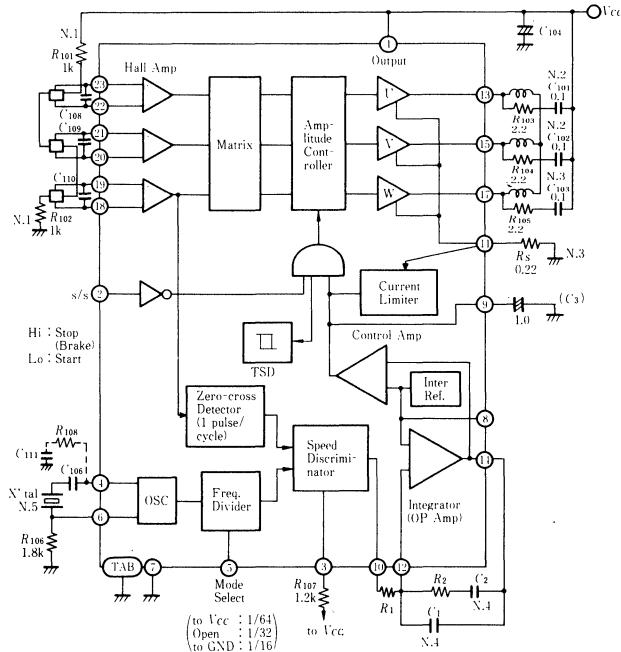 Vcc
N.1
R101
1k
1
Output
C104
Hall Amp
23
22
C108
C109
21
20
C110
19
18
R102
1k
N.1
Matrix
Amp-
litude
Cont-
roller
U
V
W
13
15
17
N.2
C101
0.1
R103
2.2
N.2
C102
0.1
R104
2.2
N.3
C103
0.1
R105
2.2
11
RS
0.22
N.3
s/s
2
Current
Limiter
9
(C3)
1.0
Hi : Stop
(Brake)
Lo : Start
TSD
Control Amp
Inter
Ref.
8
Zero-cross
Detector
(1 pulse/
cycle)
Speed
Discrimi-
nator
14
Integrator
(OP Amp)
R108
C111
C106
4
X'tal
N.5
6
OSC
Freq.
Divider
R106
1.8k
TAB
7
5
3
10
12
Mode
Select
R107
1.2k
to Vcc
R1
R2
C2
N.4
C1
N.4
to Vcc : 1/64
Open : 1/32
to GND : 1/16